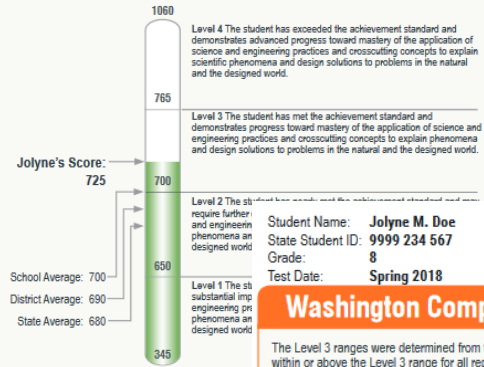 1060
Level 4 The student has exceeded the achievement standard and
demonstrates advanced progress toward mastery of the application of
science and engineering practices and crosscutting concepts to explain
scientific phenomena and design solutions to problems in the natural
and the designed world.
765
Level 3 The student has met the achievement standard and
demonstrates progress toward mastery of the application of science and
engineering practices and crosscutting concepts to explain phenomena
and design solutions to problems in the natural and the designed world.
Jolyne's Score:
725
700
Level 2 The student has nearly met the achievement standard and may
require further
and engineering
phenomena an
designed world
650
School Average: 700
District Average: 690
State Average: 680
Level 1 The stu
substantial imp
engineering pra
phenomena an
designed world
345
Student Name: Jolyne M. Doe
State Student ID: 9999 234 567
Grade: 8
Test Date: Spring 2018
Washington Comp
The Level 3 ranges were determined from
within or above the Level 3 range for all